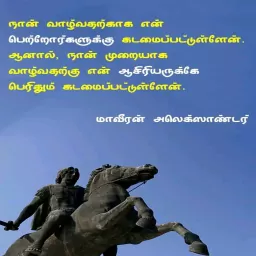 நான் வாழ்வதற்காக என்
பெற்றோர்களுக்கு கடமைப்பட்டுள்ளேன்.
ஆனால், நான் முறையாக
வாழ்வதற்கு என் ஆசிரியருக்கே
பெரிதும் கடமைப்பட்டுள்ளேன்.
மாவீரன் அலெக்ஸாண்டர்